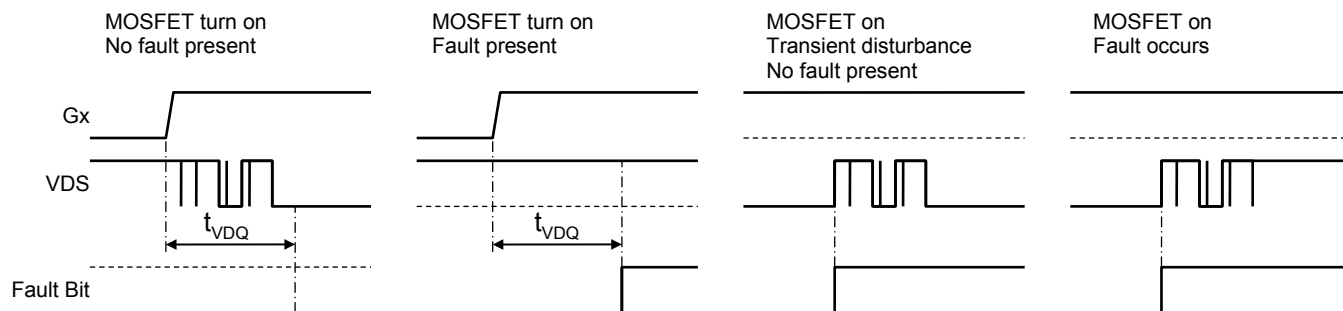 MOSFET turn on
No fault present
MOSFET turn on
Fault present
MOSFET on
Transient disturbance
No fault present
MOSFET on
Fault occurs
Gx
VDS
tVDQ
tVDQ
Fault Bit